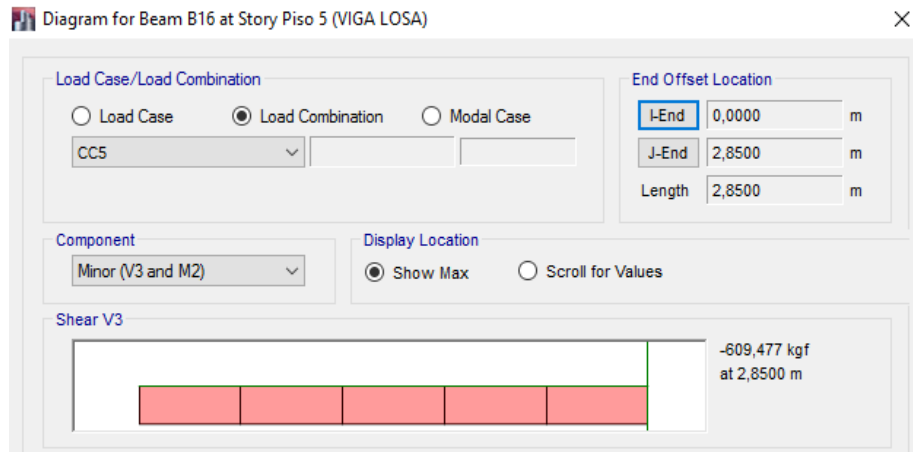 Diagram for Beam B16 at Story Piso 5 (VIGA LOSA)
Load Case/Load Combination
Load Case
Load Combination
Modal Case
CC5
End Offset Location
I-End 0,0000 m
J-End 2,8500 m
Length 2,8500 m
Component
Minor (V3 and M2)
Display Location
Show Max
Scroll for Values
Shear V3
-609,477 kgf
at 2,8500 m